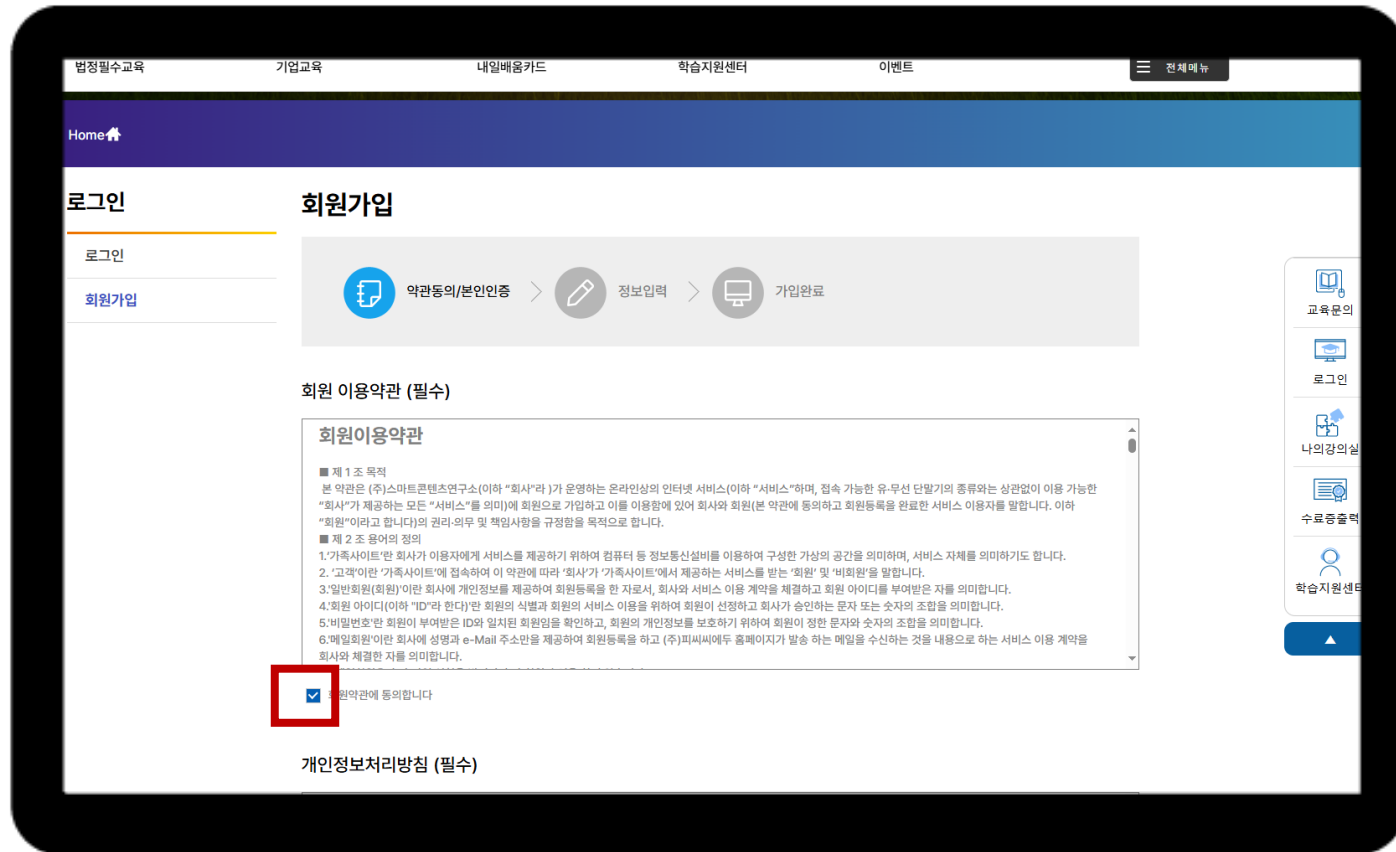 법정필수교육
기업교육
내일배움카드
학습지원센터
이벤트
전체메뉴
Home
로그인
로그인
회원가입
회원가입
약관동의/본인인증
정보입력
가입완료
회원 이용약관 (필수)
회원이용약관
■ 제 1 조 목적
본 약관은 (주)스마트콘텐츠연구소(이하 “회사”라 )가 운영하는 온라인상의 인터넷 서비스(이하 “서비스”하며, 접속 가능한 유·무선 단말기의 종류와는 상관없이 이용 가능한
“회사”가 제공하는 모든 “서비스”를 의미)에 회원으로 가입하고 이를 이용함에 있어 회사와 회원(본 약관에 동의하고 회원등록을 완료한 서비스 이용자를 말합니다. 이하
“회원”이라고 합니다)의 권리·의무 및 책임사항을 규정함을 목적으로 합니다.
■ 제 2 조 용어의 정의
1.‘가족사이트’란 회사가 이용자에게 서비스를 제공하기 위하여 컴퓨터 등 정보통신설비를 이용하여 구성한 가상의 공간을 의미하며, 서비스 자체를 의미하기도 합니다.
2. ‘고객’이란 ‘가족사이트’에 접속하여 이 약관에 따라 ‘회사’가 ‘가족사이트’에서 제공하는 서비스를 받는 ‘회원’ 및 ‘비회원’을 말합니다.
3.'일반회원(회원)'이란 회사에 개인정보를 제공하여 회원등록을 한 자로서, 회사와 서비스 이용 계약을 체결하고 회원 아이디를 부여받은 자를 의미합니다.
4.'회원 아이디(이하 "ID"라 한다)'란 회원의 식별과 회원의 서비스 이용을 위하여 회원이 선정하고 회사가 승인하는 문자 또는 숫자의 조합을 의미합니다.
5.'비밀번호'란 회원이 부여받은 ID와 일치된 회원임을 확인하고, 회원의 개인정보를 보호하기 위하여 회원이 정한 문자와 숫자의 조합을 의미합니다.
6.'메일회원'이란 회사에 성명과 e-Mail 주소만을 제공하여 회원등록을 하고 (주)피씨씨에두 홈페이지가 발송 하는 메일을 수신하는 것을 내용으로 하는 서비스 이용 계약을
회사와 체결한 자를 의미합니다.
회원약관에 동의합니다
개인정보처리방침 (필수)
교육문의
로그인
나의강의실
수료증출력
학습지원센터